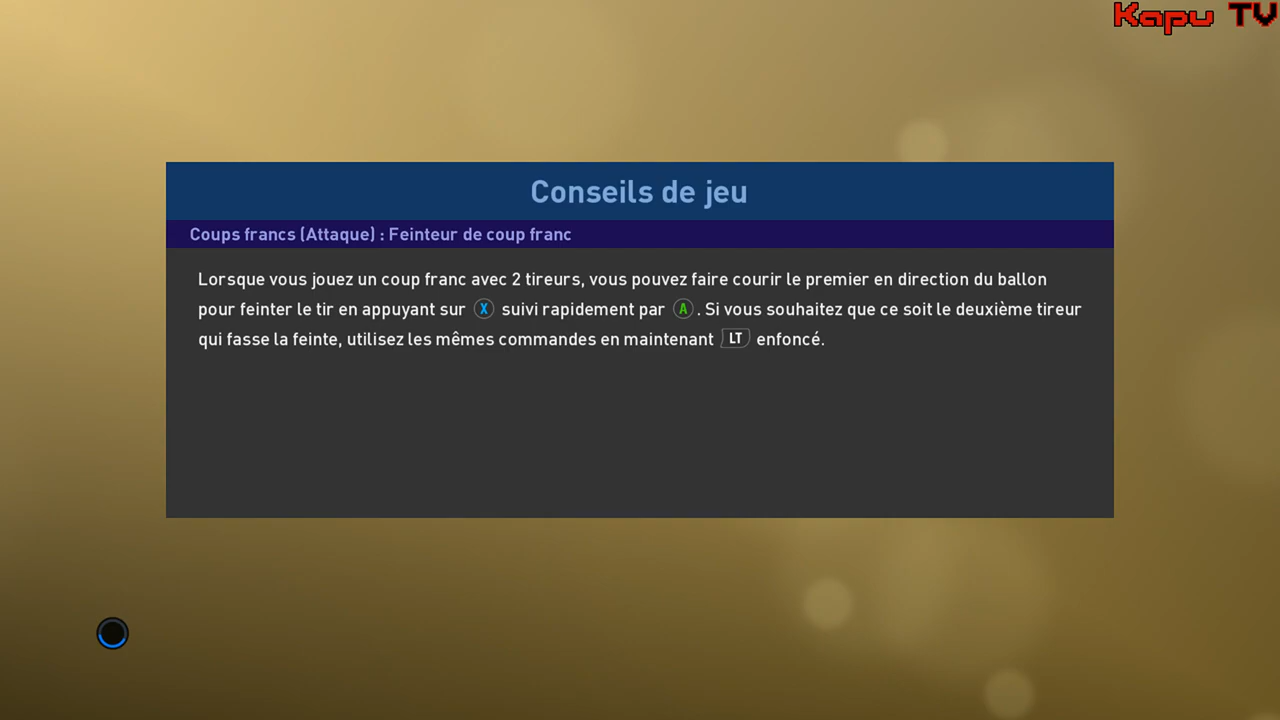 Kapu TV
Conseils de jeu
Coups francs (Attaque) : Feinteur de coup franc
Lorsque vous jouez un coup franc avec 2 tireurs, vous pouvez faire courir le premier en direction du ballon
pour feinter le tir en appuyant sur X suivi rapidement par A. Si vous souhaitez que ce soit le deuxième tireur
qui fasse la feinte, utilisez les mêmes commandes en maintenant LT enfoncé.